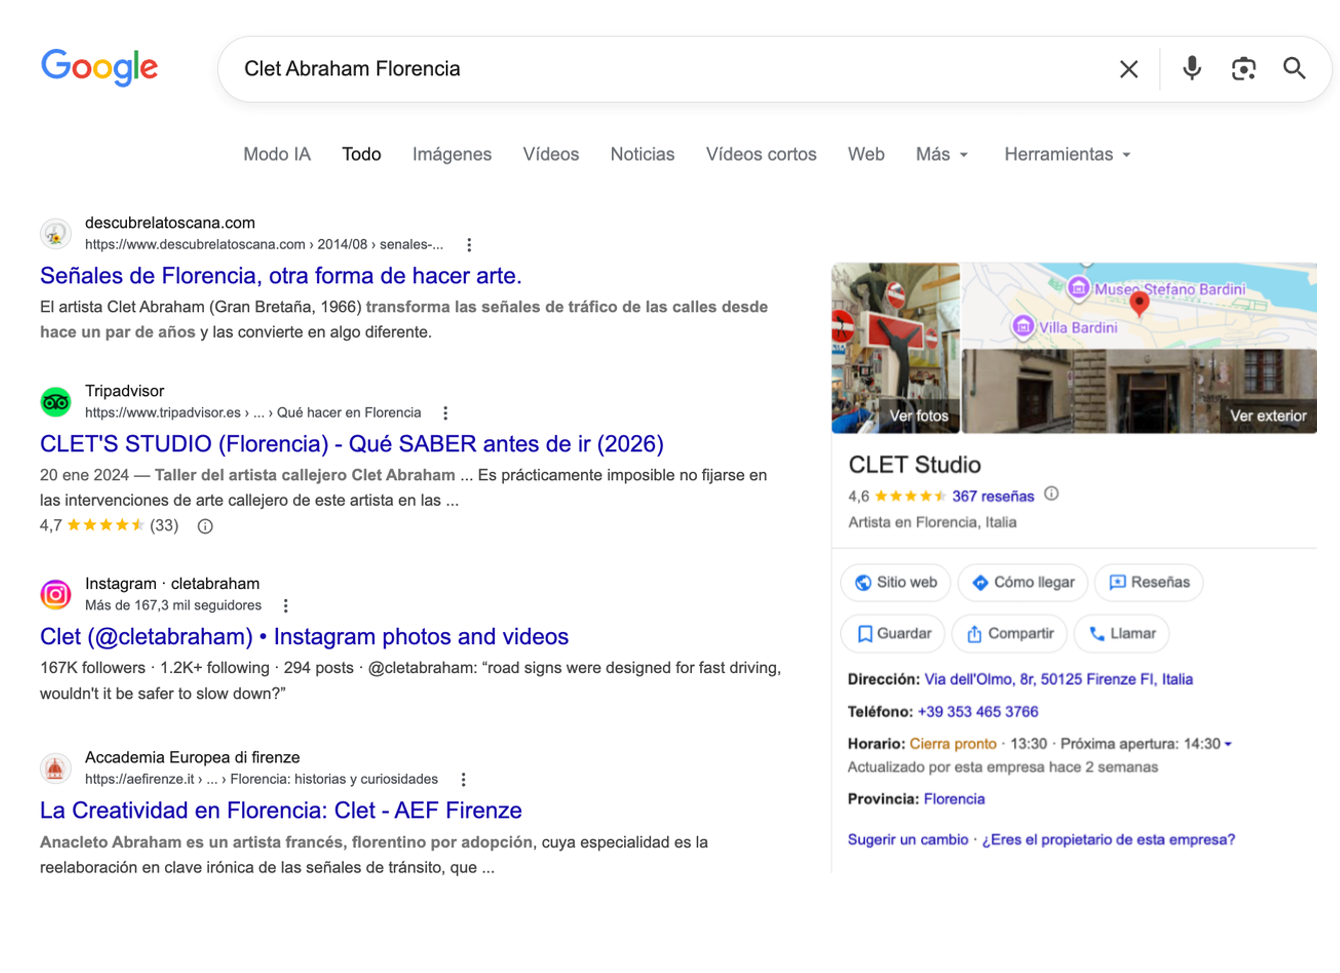 Google
Clet Abraham Florencia
Modo IA
Todo
Imágenes
Vídeos
Noticias
Vídeos cortos
Web
Más
Herramientas
descubrelatoscana.com
https://www.descubrelatoscana.com › 2014/08 › senales-...
Señales de Florencia, otra forma de hacer arte.
El artista Clet Abraham (Gran Bretaña, 1966) transforma las señales de tráfico de las calles desde
hace un par de años y las convierte en algo diferente.
Tripadvisor
https://www.tripadvisor.es › ... › Qué hacer en Florencia
CLET'S STUDIO (Florencia) - Qué SABER antes de ir (2026)
20 ene 2024 — Taller del artista callejero Clet Abraham ... Es prácticamente imposible no fijarse en
las intervenciones de arte callejero de este artista en las ...
4,7 (33)
Instagram · cletabraham
Más de 167,3 mil seguidores
Clet (@cletabraham) • Instagram photos and videos
167K followers · 1.2K+ following · 294 posts · @cletabraham: “road signs were designed for fast driving,
wouldn't it be safer to slow down?”
Accademia Europea di firenze
https://aefirenze.it › ... › Florencia: historias y curiosidades
La Creatividad en Florencia: Clet - AEF Firenze
Anacleto Abraham es un artista francés, florentino por adopción, cuya especialidad es la
reelaboración en clave irónica de las señales de tránsito, que ...
Museo Stefano Bardini
Villa Bardini
Ver fotos
Ver exterior
CLET Studio
4,6 367 reseñas
Artista en Florencia, Italia
Sitio web
Cómo llegar
Reseñas
Guardar
Compartir
Llamar
Dirección: Via dell'Olmo, 8r, 50125 Firenze FI, Italia
Teléfono: +39 353 465 3766
Horario: Cierra pronto · 13:30 · Próxima apertura: 14:30
Actualizado por esta empresa hace 2 semanas
Provincia: Florencia
Sugerir un cambio · ¿Eres el propietario de esta empresa?